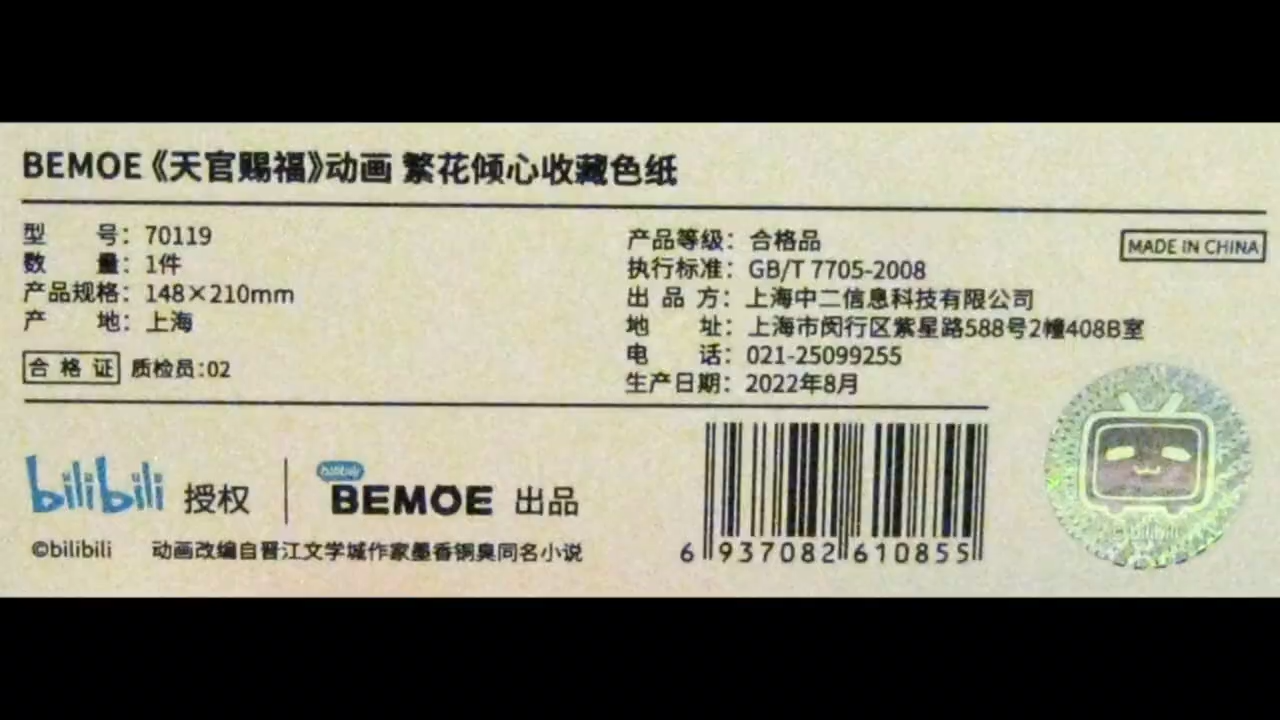 BEMOE《天官赐福》动画 繁花倾心收藏色纸
型 号：70119
数 量：1件
产品规格：148×210mm
产 地：上海
合格证 质检员：02
产品等级：合格品
执行标准：GB/T 7705-2008
出 品 方：上海中二信息科技有限公司
地 址：上海市闵行区紫星路588号2幢408B室
电 话：021-25099255
生产日期：2022年8月
MADE IN CHINA
bilibili 授权
bilibili
BEMOE 出品
©bilibili 动画改编自晋江文学城作家墨香铜臭同名小说
6 937082 610855
©bilibili